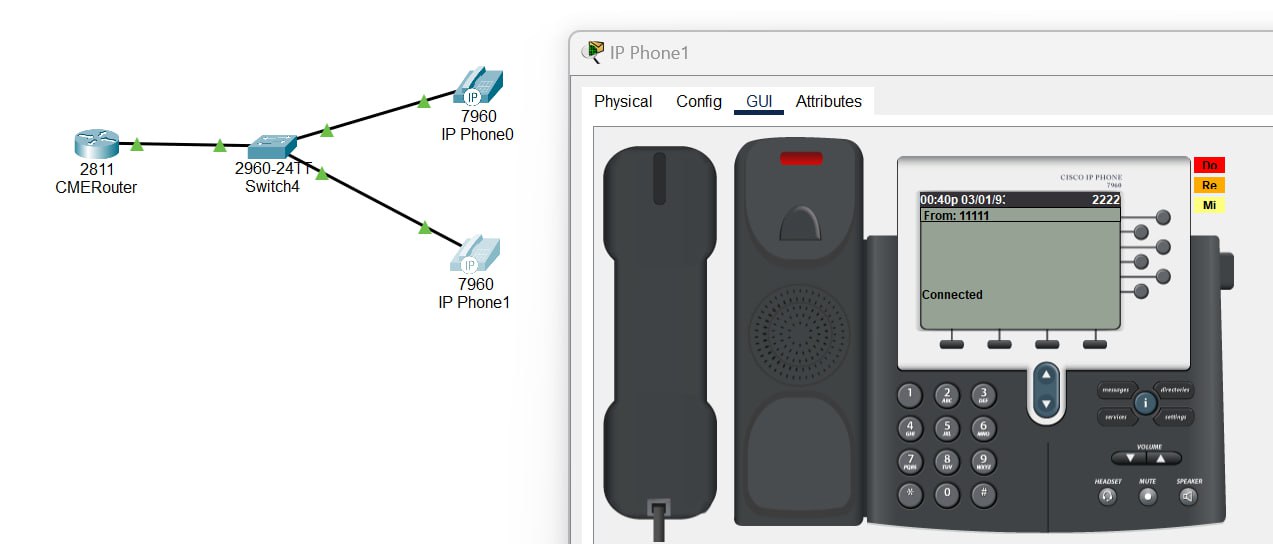 IP Phone1
Physical Config GUI Attributes
IP
7960
IP Phone0
2811
CMERouter
2960-24TT
Switch4
IP
7960
IP Phone1
CISCO IP PHONE
7960
00:40p 03/01/9:
2222
From: 11111
Connected
Do
Re
Mi
1
2 ABC
3 DEF
4 GHI
5 JKL
6 MNO
7 PQRS
8 TUV
9 WXYZ
*
0
#
messages
directories
i
services
settings
VOLUME
HEADSET MUTE SPEAKER